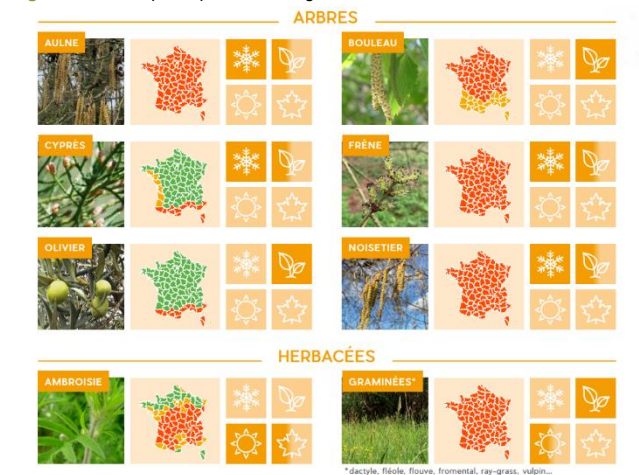 ARBRES
AULNE
BOULEAU
CYPRÈS
FRÊNE
OLIVIER
NOISETIER
HERBACÉES
AMBROISIE
GRAMINÉES*
*dactyle, fléole, flouve, fromental, ray-grass, vulpin...